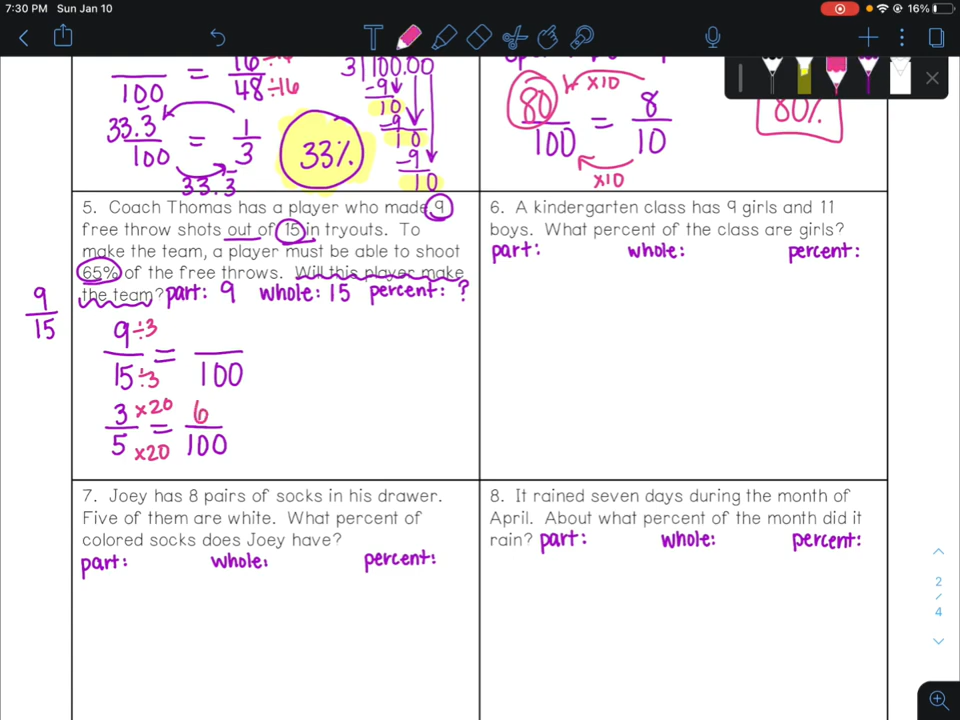 7:30 PM Sun Jan 10
16%
T
___ = 16 ÷16
100 48 ÷16
33.3̅ = 1
100 3
33.3̅
33%
3 100.00
-9
10
-9
10
-9
10
x10
80 = 8
100 10
x10
80%
5. Coach Thomas has a player who made 9
free throw shots out of 15 in tryouts. To
make the team, a player must be able to shoot
65% of the free throws. Will this player make
the team? part: 9 whole: 15 percent: ?
9
15
9 ÷3 = ___
15 ÷3 100
3 x20 = 6
5 x20 100
6. A kindergarten class has 9 girls and 11
boys. What percent of the class are girls?
part: whole: percent:
7. Joey has 8 pairs of socks in his drawer.
Five of them are white. What percent of
colored socks does Joey have?
part: whole: percent:
8. It rained seven days during the month of
April. About what percent of the month did it
rain? part: whole: percent:
2
/
4